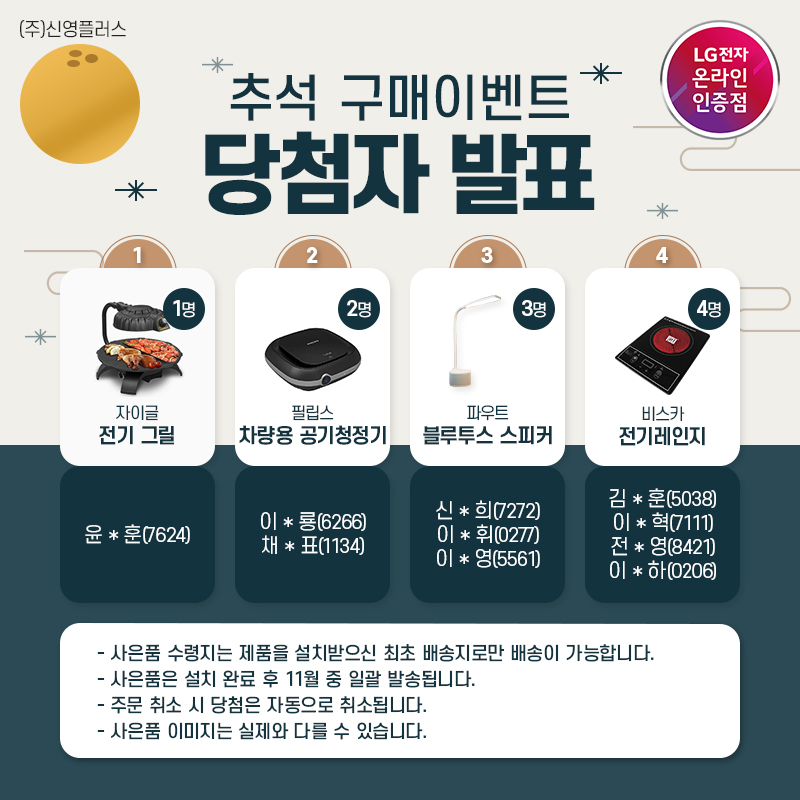 (주)신영플러스
LG전자
온라인
인증점
추석 구매이벤트
당첨자 발표
1
1명
자이글
전기 그릴
윤 * 훈(7624)
2
2명
필립스
차량용 공기청정기
이 * 룡(6266)
채 * 표(1134)
3
3명
파우트
블루투스 스피커
신 * 희(7272)
이 * 휘(0277)
이 * 영(5561)
4
4명
비스카
전기레인지
김 * 훈(5038)
이 * 혁(7111)
전 * 영(8421)
이 * 하(0206)
- 사은품 수령지는 제품을 설치받으신 최초 배송지로만 배송이 가능합니다.
- 사은품은 설치 완료 후 11월 중 일괄 발송됩니다.
- 주문 취소 시 당첨은 자동으로 취소됩니다.
- 사은품 이미지는 실제와 다를 수 있습니다.